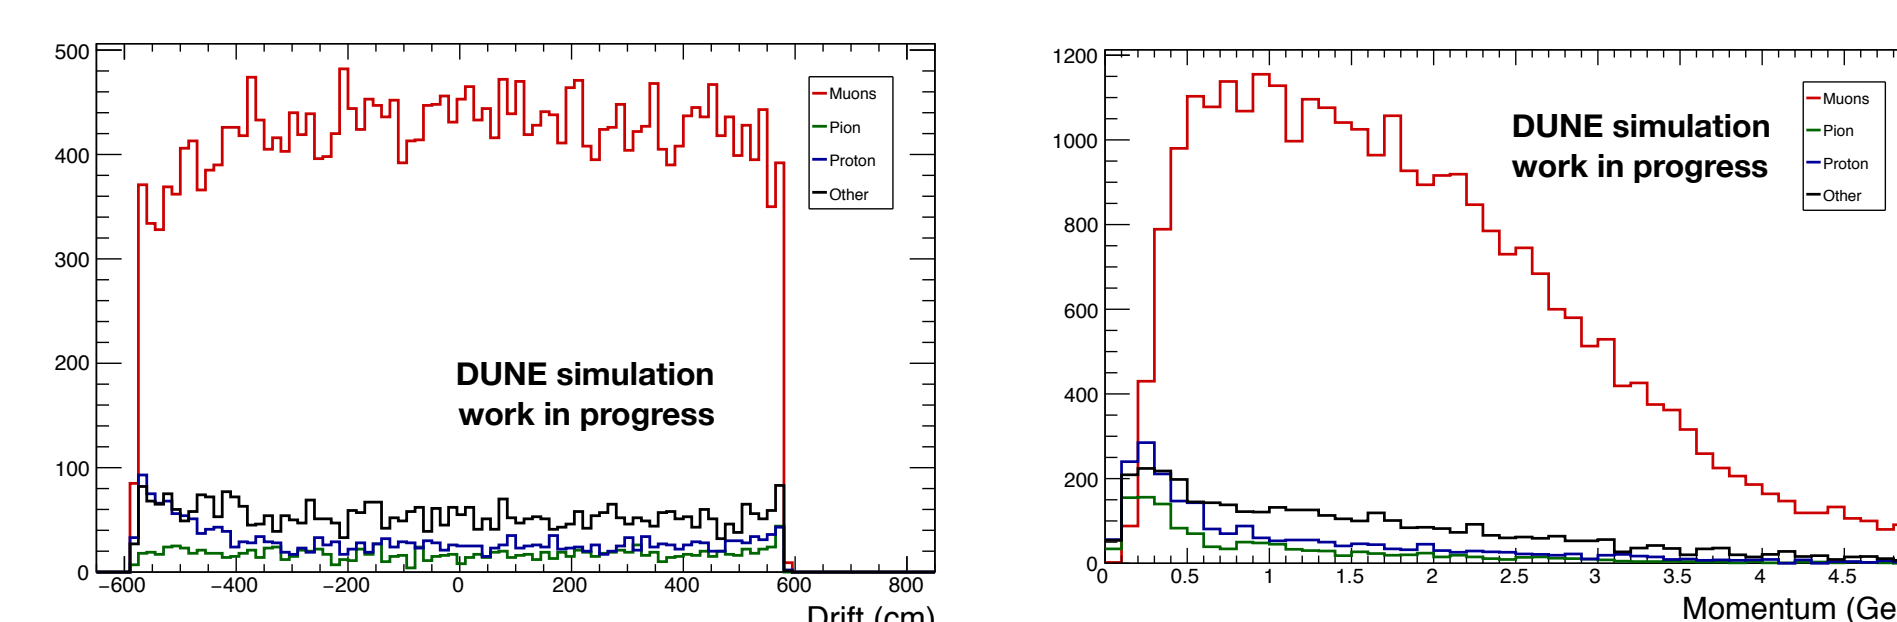 500
400
300
200
100
0
−600
−400
−200
0
200
400
600
800
Drift (cm)
Muons
Pion
Proton
Other
DUNE simulation
work in progress
1200
1000
800
600
400
200
0
0
0.5
1
1.5
2
2.5
3
3.5
4
4.5
Momentum (Ge
Muons
Pion
Proton
Other
DUNE simulation
work in progress